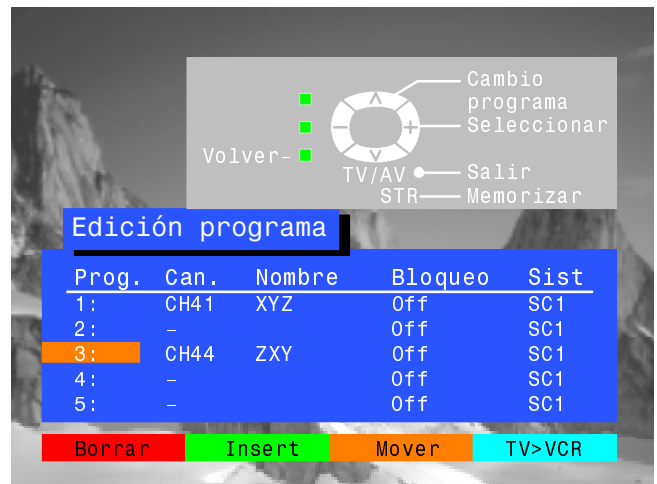 Cambio
programa
Seleccionar
Volver
TV/AV Salir
STR Memorizar
Edición programa
Prog. Can. Nombre Bloqueo Sist
1: CH41 XYZ Off SC1
2: – Off SC1
3: CH44 ZXY Off SC1
4: – Off SC1
5: – Off SC1
Borrar Insert Mover TV>VCR